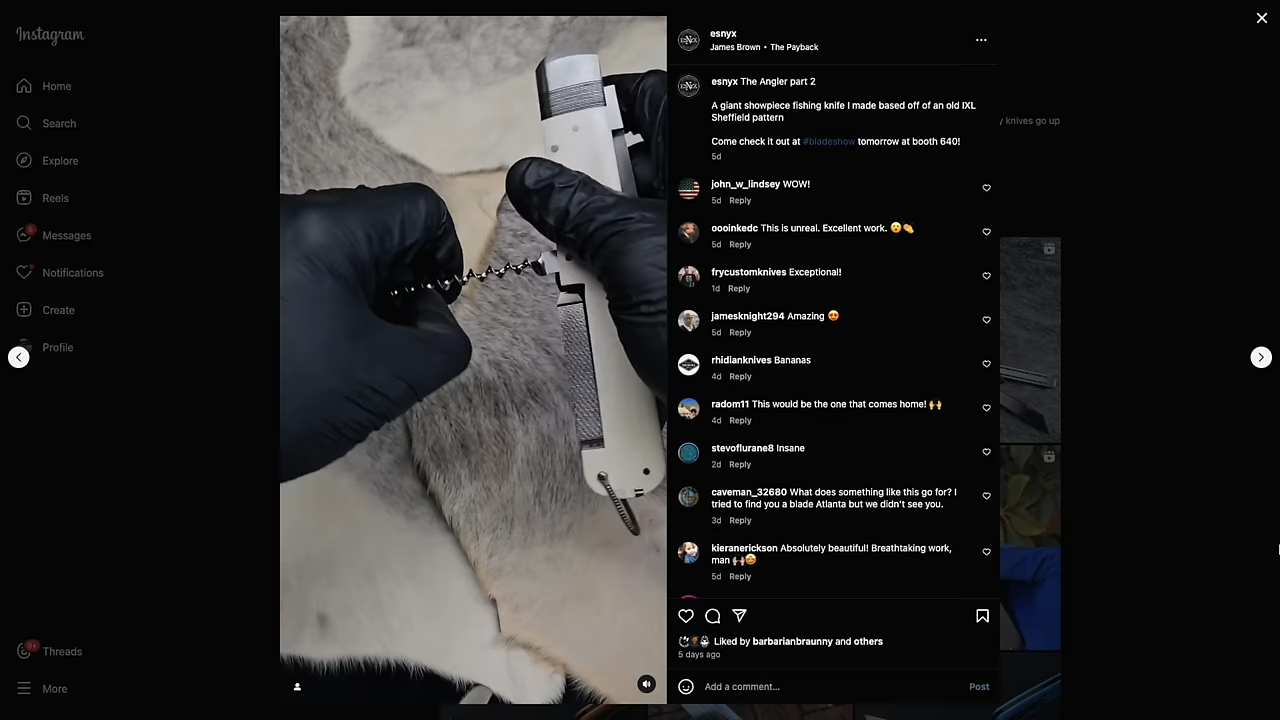 Instagram
Home
Search
Explore
Reels
6
Messages
Notifications
Create
Profile
9+
Threads
More
esnyx
James Brown • The Payback
esnyx The Angler part 2
A giant showpiece fishing knife I made based off of an old IXL
Sheffield pattern
Come check it out at #bladeshow tomorrow at booth 640!
5d
john_w_lindsey WOW!
5d Reply
oooinkedc This is unreal. Excellent work. 😗👏
5d Reply
frycustomknives Exceptional!
1d Reply
jamesknight294 Amazing 😍
5d Reply
rhidianknives Bananas
4d Reply
radom11 This would be the one that comes home! 🙌
4d Reply
stevoflurane8 Insane
2d Reply
caveman_32680 What does something like this go for? I
tried to find you a blade Atlanta but we didn't see you.
3d Reply
kieranerickson Absolutely beautiful! Breathtaking work,
man 🙌🏼🤩
5d Reply
Liked by barbarianbraunny and others
5 days ago
Add a comment...
Post
knives go up